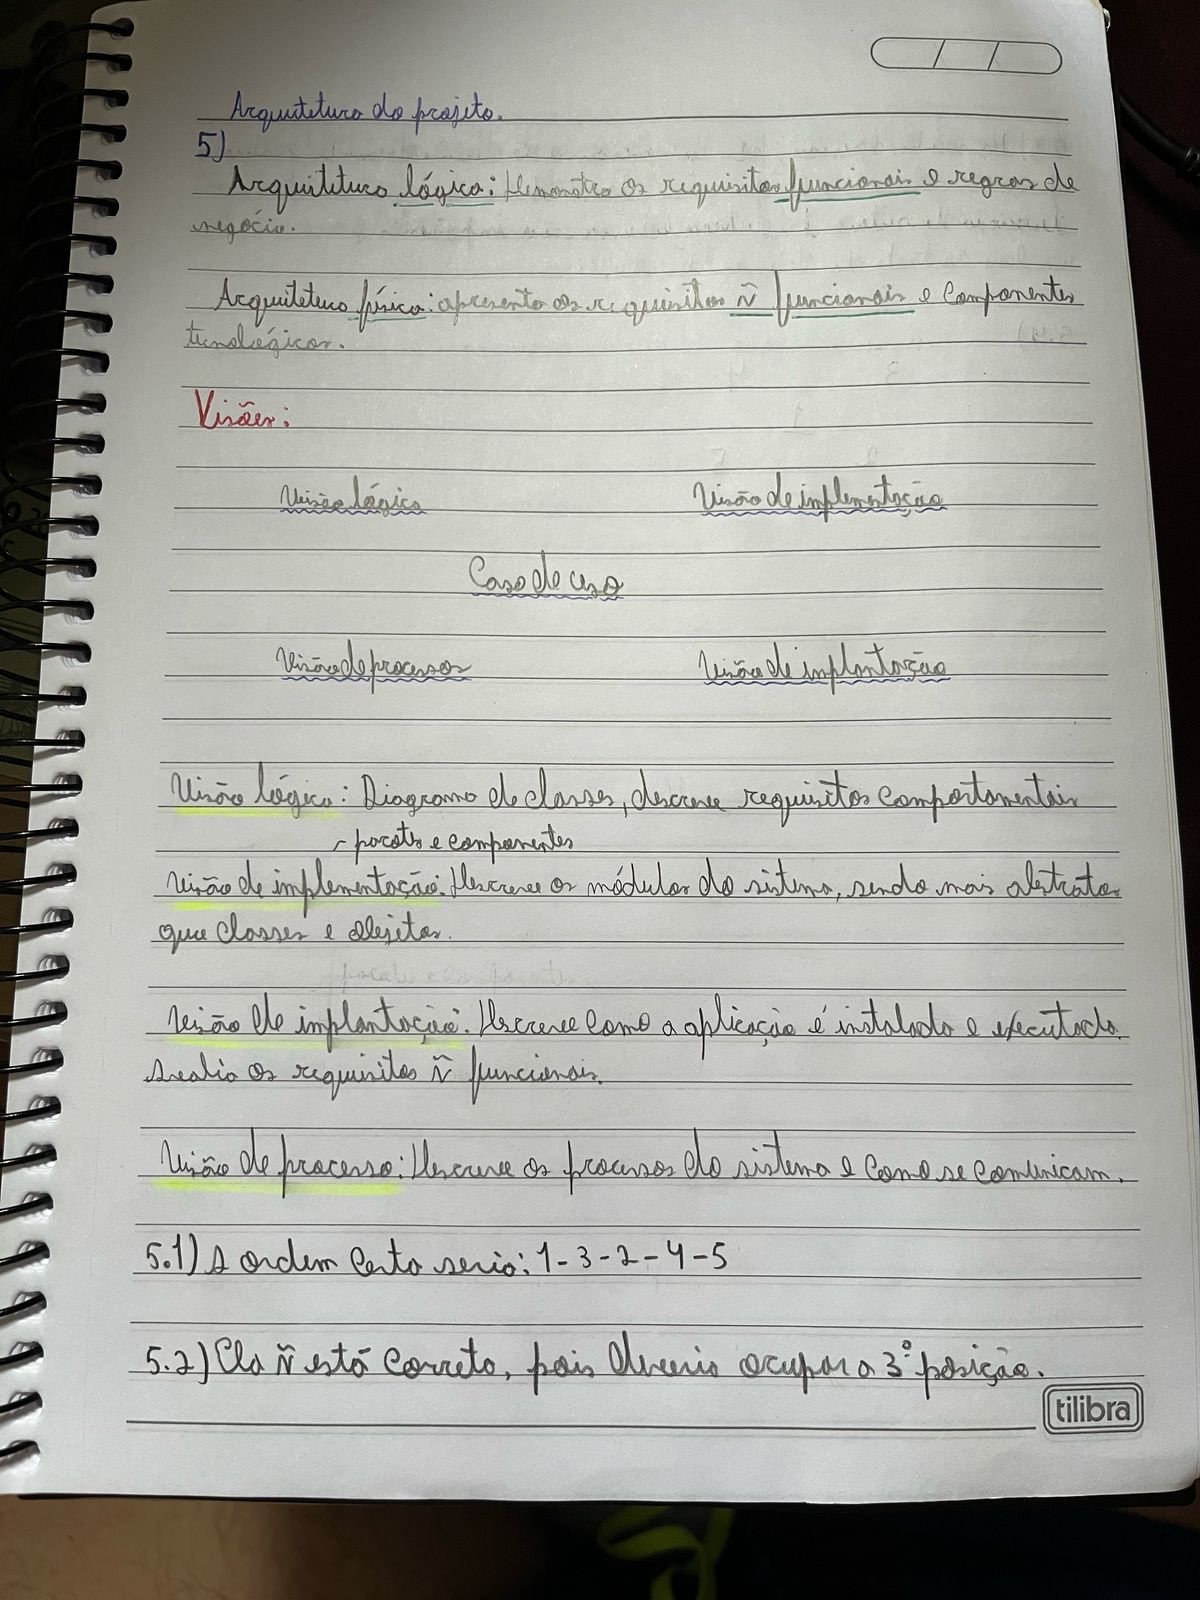 Arquitetura do projeto.
5)
Arquitetura lógica: Demonstra os requisitos funcionais e regras de
negócio.
Arquitetura física: apresenta os requisitos ñ funcionais e componentes
tecnológicos.
Visões:
Visão lógica Visão de implementação
Caso de uso
Visão de processos Visão de implantação
Visão lógica: Diagrama de classes, descreve requisitos comportamentais
- pacotes e componentes
Visão de implementação: Descreve os módulos do sistema, sendo mais abstratos
que classes e objetos.
Visão de implantação: Descreve como a aplicação é instalada e executada.
Avalia os requisitos ñ funcionais.
Visão de processo: Descreve os processos do sistema e como se comunicam.
5.1) A ordem certa seria: 1-3-2-4-5
5.2) Ela ñ está correta, pois deveria ocupar a 3º posição.
tilibra